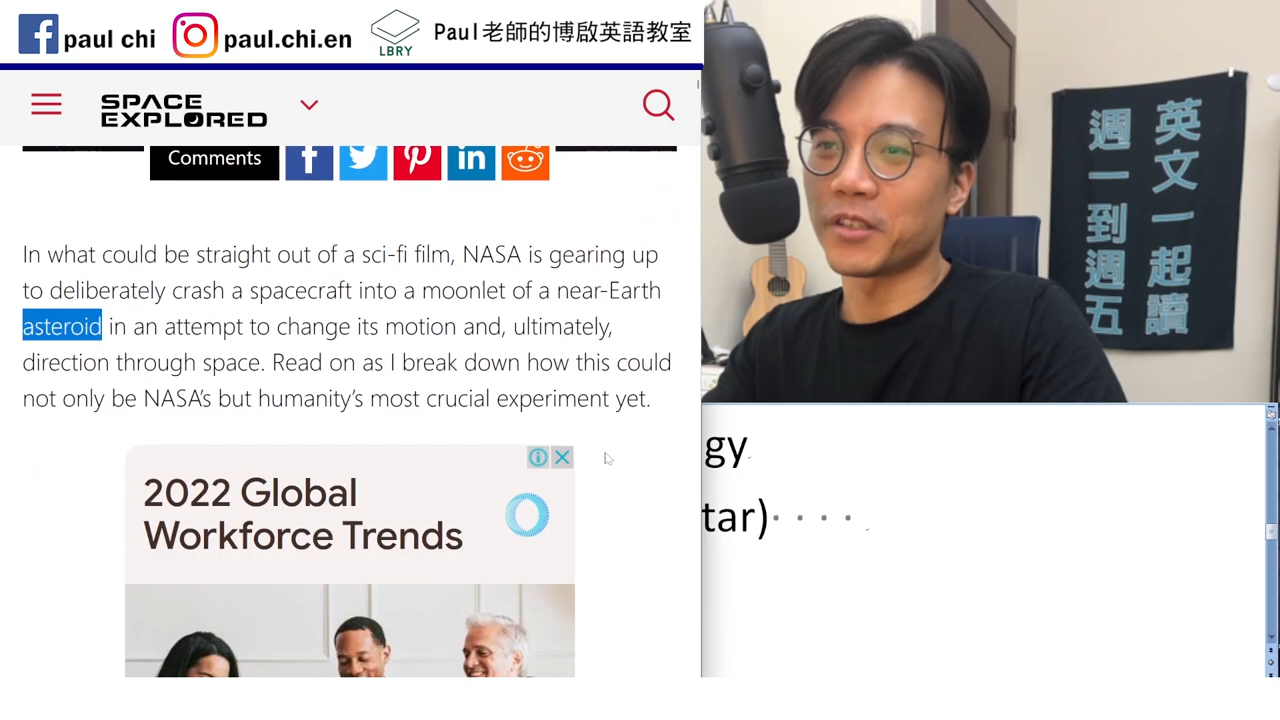 paul chi
paul.chi.en
LBRY
Paul老師的博啟英語教室
SPACE
EXPLORED
Comments
In what could be straight out of a sci-fi film, NASA is gearing up
to deliberately crash a spacecraft into a moonlet of a near-Earth
asteroid in an attempt to change its motion and, ultimately,
direction through space. Read on as I break down how this could
not only be NASA’s but humanity’s most crucial experiment yet.
2022 Global
Workforce Trends
英文一起讀
週一到週五
gy
tar)